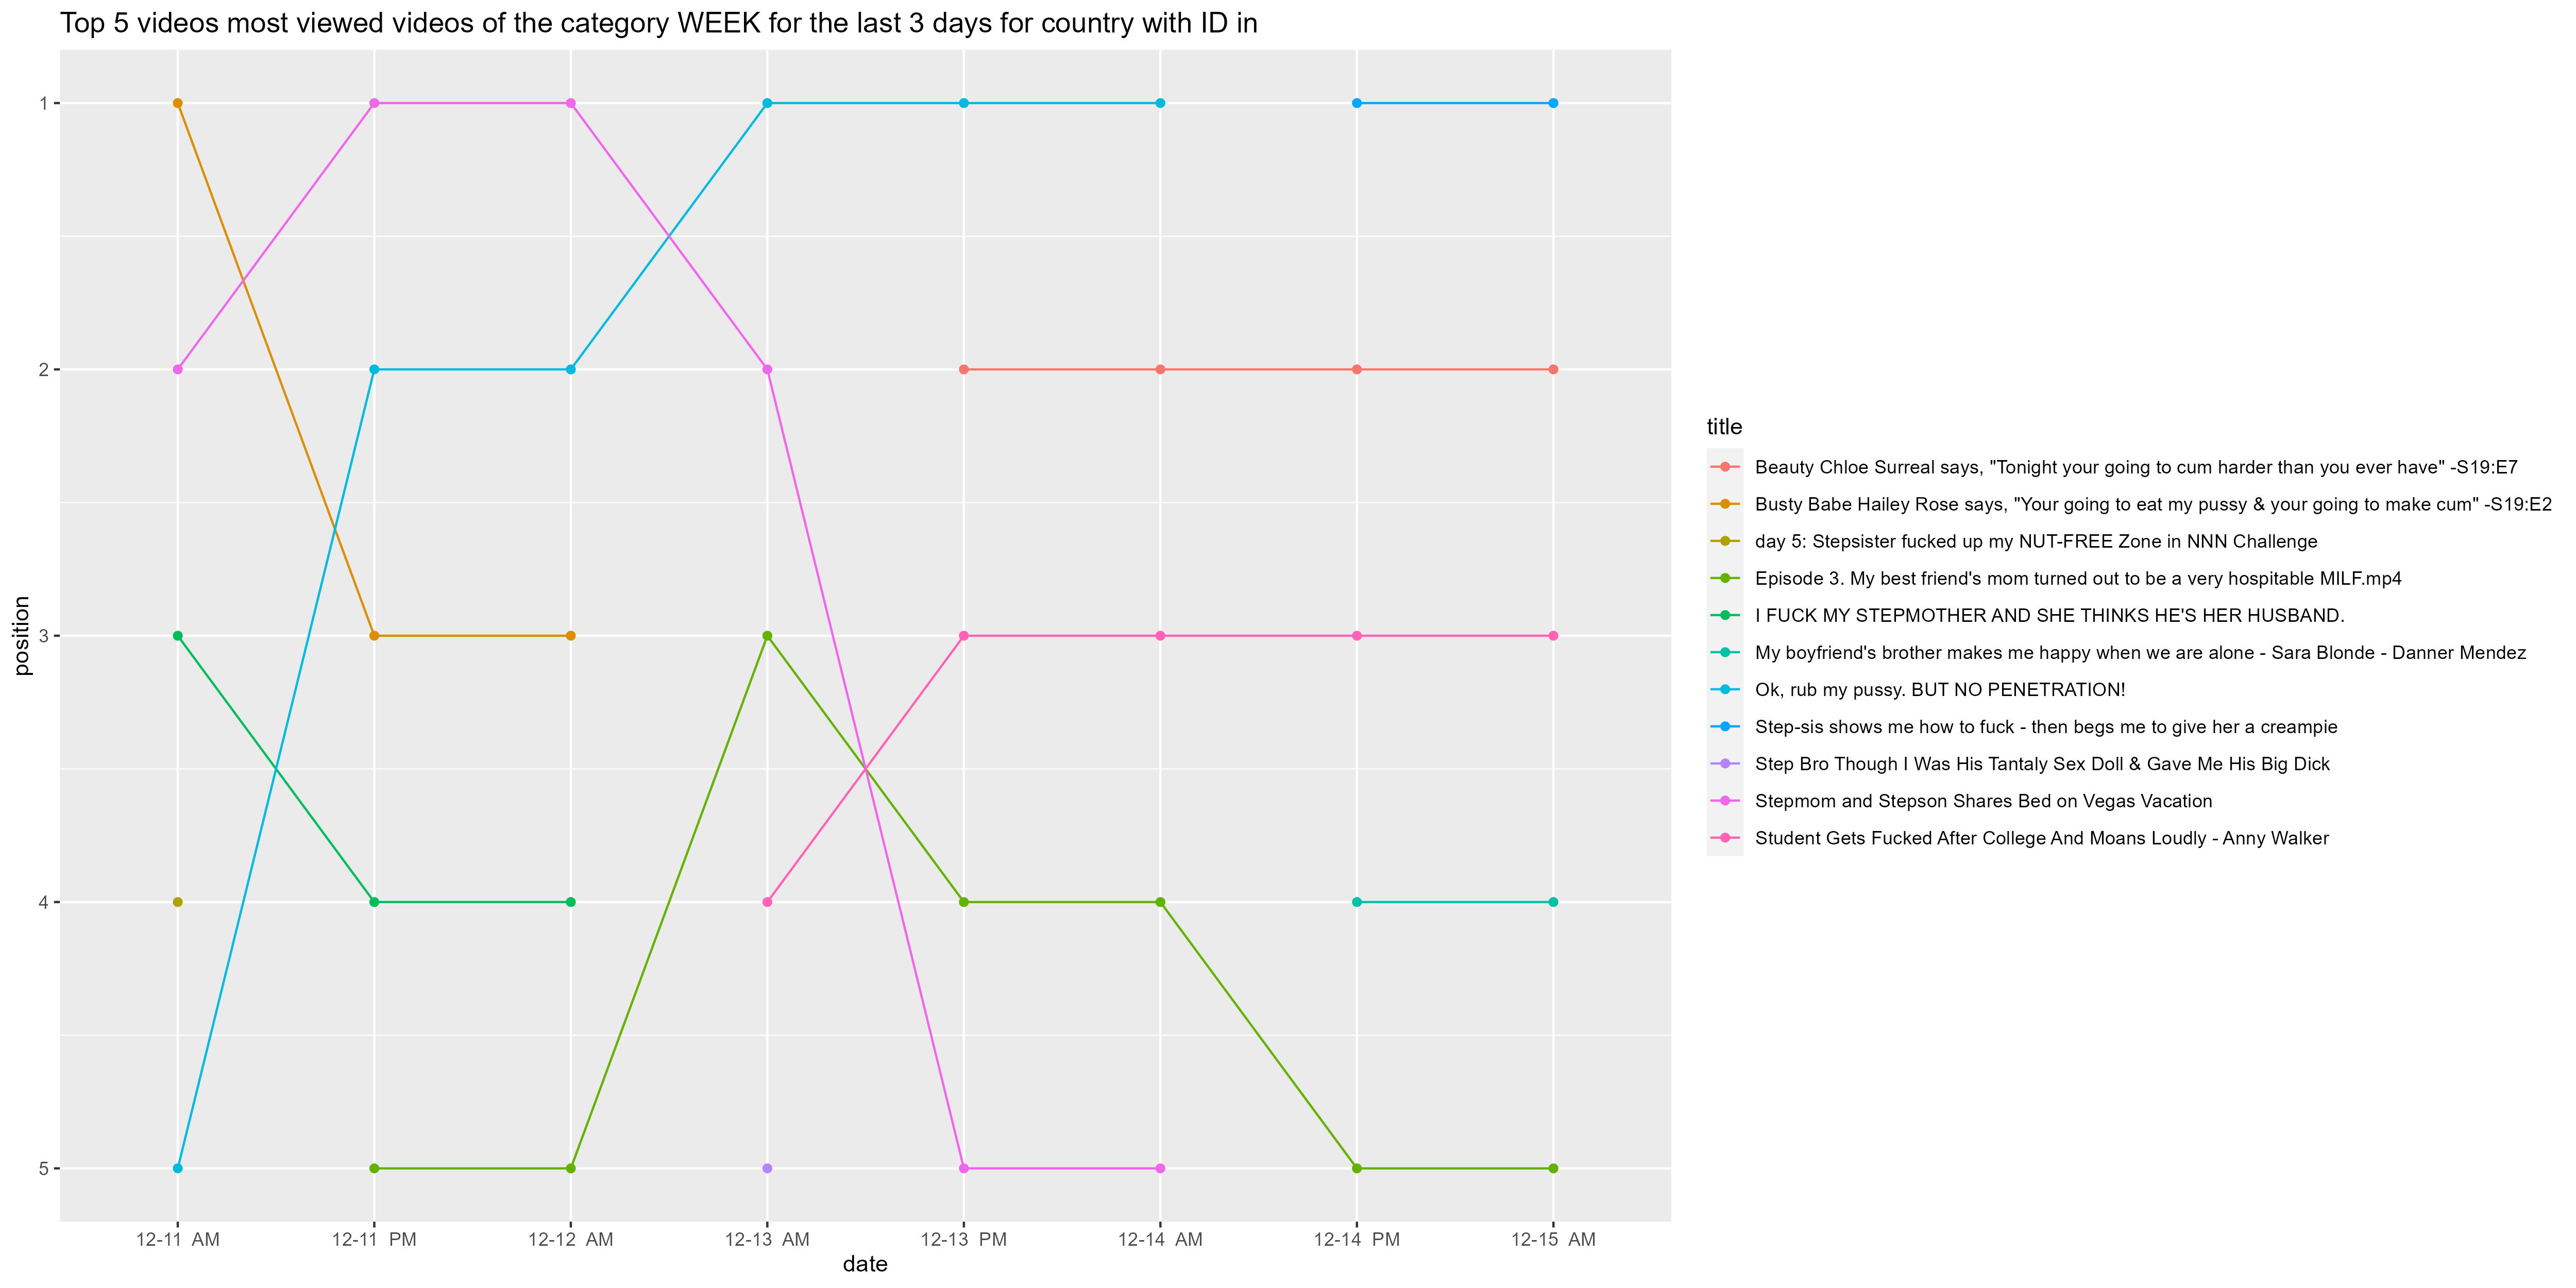 Top 5 videos most viewed videos of the category WEEK for the last 3 days for country with ID in
position
1
2
3
4
5
12-11 AM
12-11 PM
12-12 AM
12-13 AM
12-13 PM
12-14 AM
12-14 PM
12-15 AM
date
title
Beauty Chloe Surreal says, "Tonight your going to cum harder than you ever have" -S19:E7
Busty Babe Hailey Rose says, "Your going to eat my pussy & your going to make cum" -S19:E2
day 5: Stepsister fucked up my NUT-FREE Zone in NNN Challenge
Episode 3. My best friend's mom turned out to be a very hospitable MILF.mp4
I FUCK MY STEPMOTHER AND SHE THINKS HE'S HER HUSBAND.
My boyfriend's brother makes me happy when we are alone - Sara Blonde - Danner Mendez
Ok, rub my pussy. BUT NO PENETRATION!
Step-sis shows me how to fuck - then begs me to give her a creampie
Step Bro Though I Was His Tantaly Sex Doll & Gave Me His Big Dick
Stepmom and Stepson Shares Bed on Vegas Vacation
Student Gets Fucked After College And Moans Loudly - Anny Walker